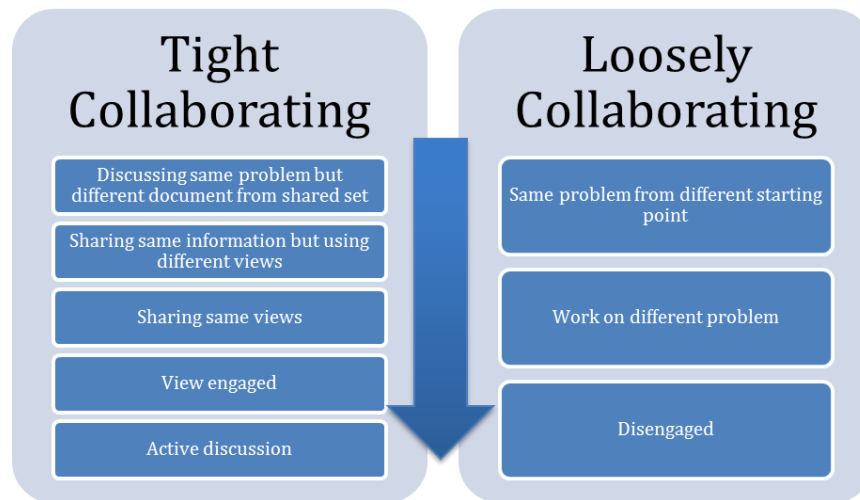 Tight
Collaborating
Discussing same problem but
different document from shared set
Sharing same information but using
different views
Sharing same views
View engaged
Active discussion
Loosely
Collaborating
Same problem from different starting
point
Work on different problem
Disengaged